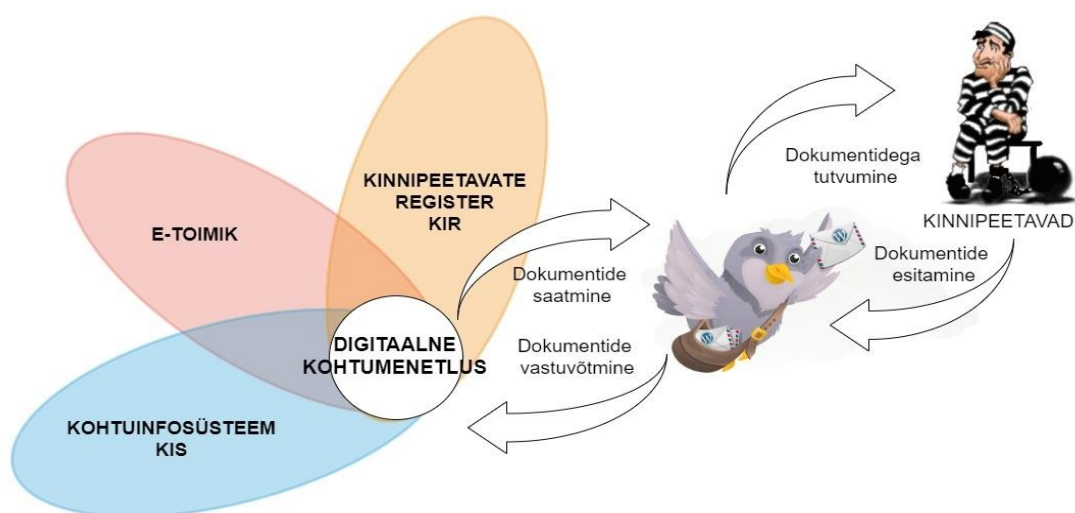 E-TOIMIK
KINNIPEETAVATE
REGISTER
KIR
KOHTUINFOSÜSTEEM
KIS
DIGITAALNE
KOHTUMENETLUS
Dokumentide
saatmine
Dokumentide
vastuvõtmine
Dokumentidega
tutvumine
KINNIPEETAVAD
Dokumentide
esitamine